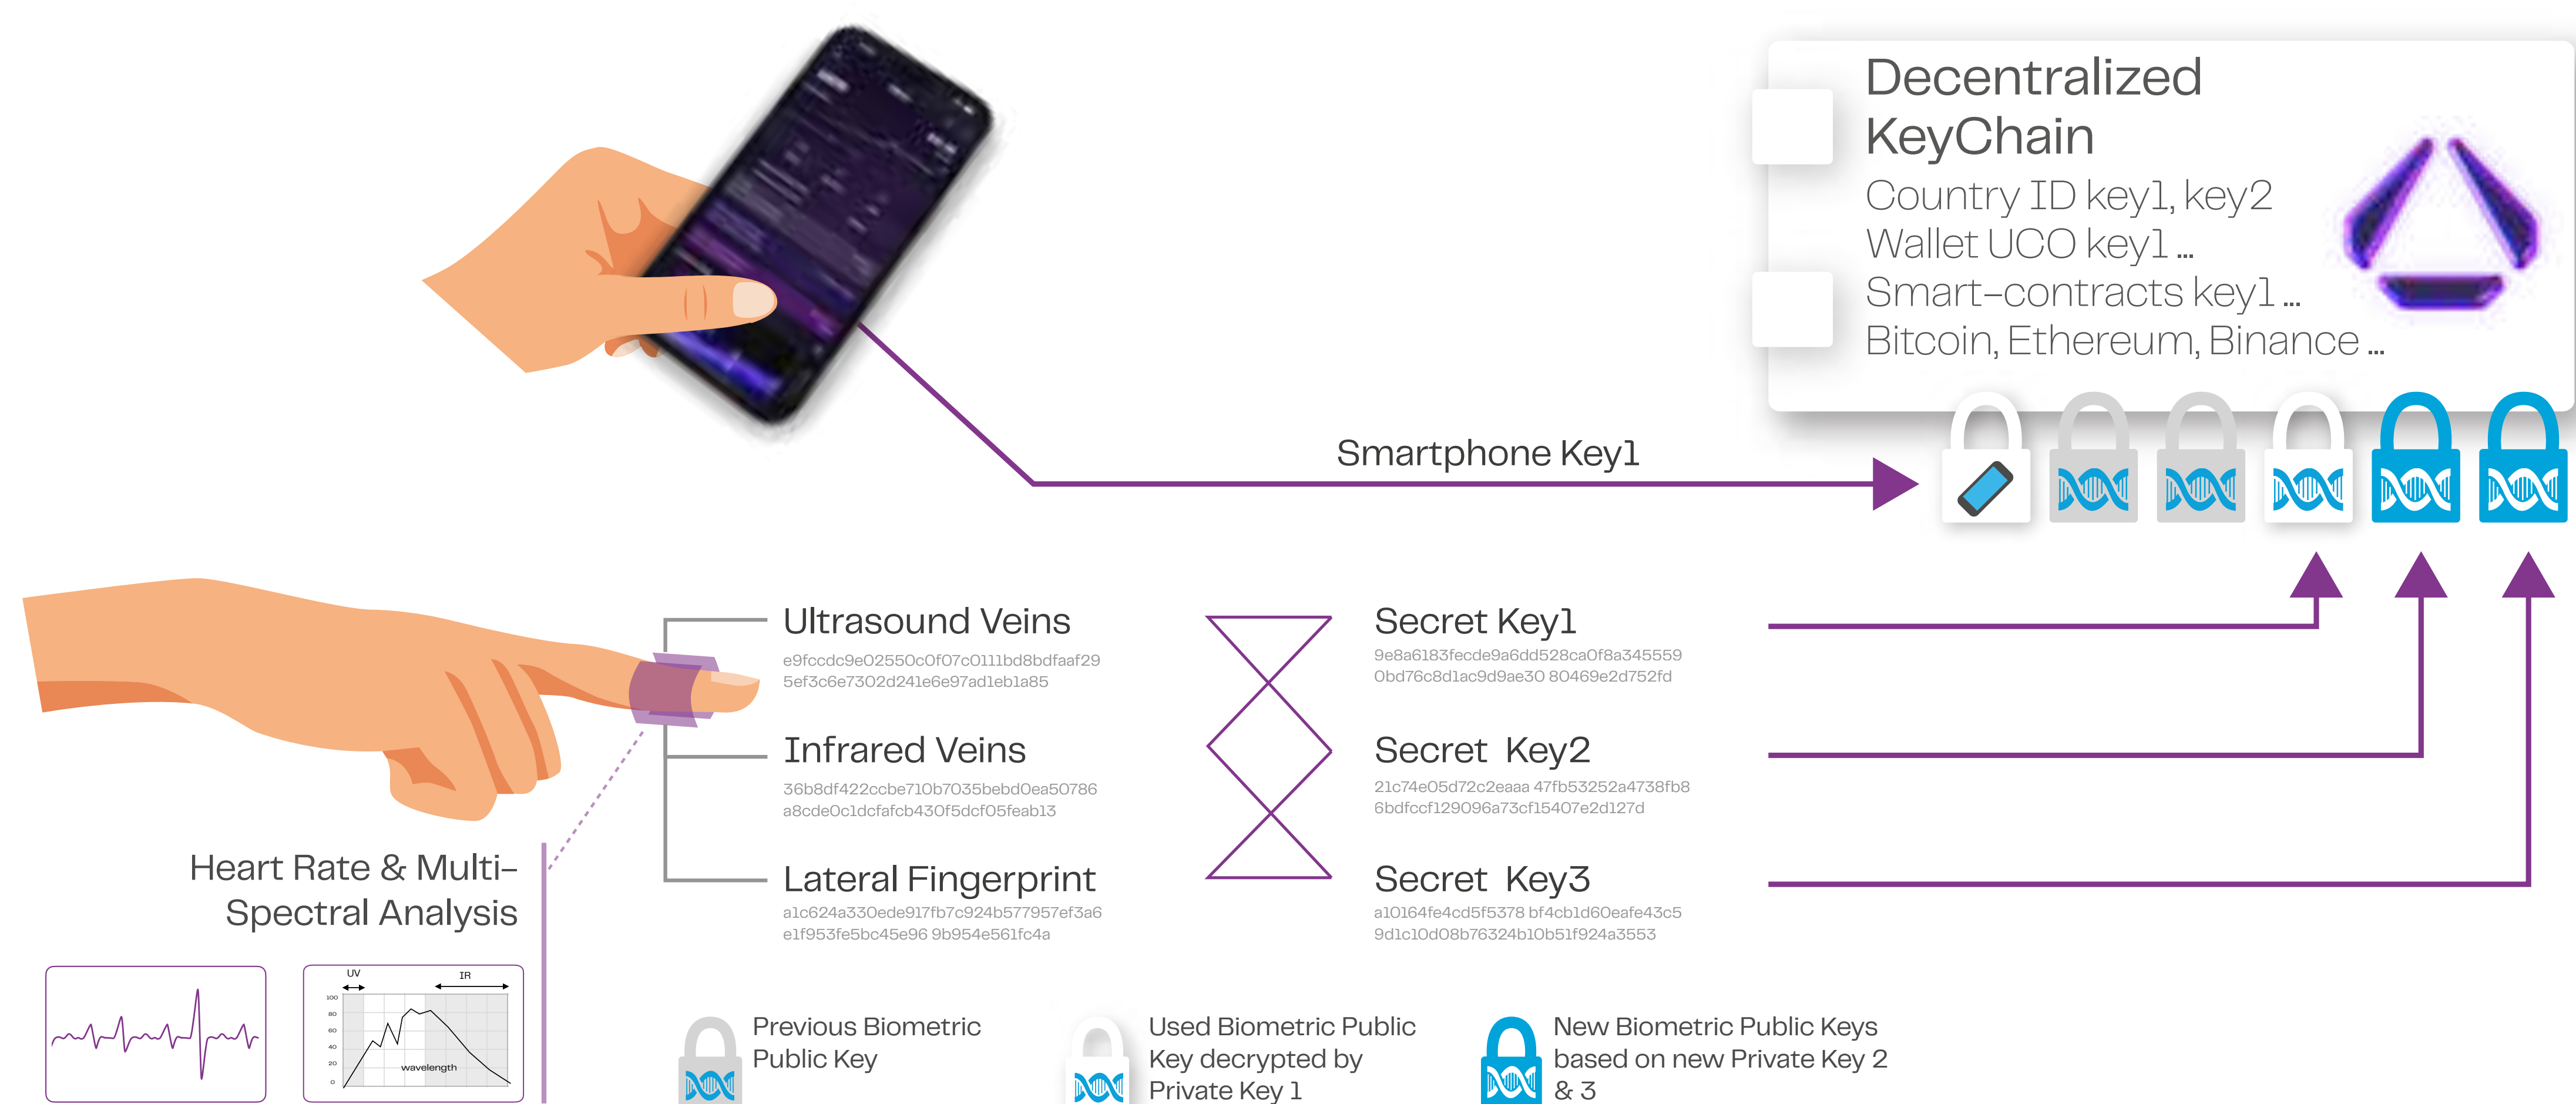 Decentralized
KeyChain
Country ID key1, key2
Wallet UCO key1 ...
Smart-contracts key1 ...
Bitcoin, Ethereum, Binance ...
Smartphone Key1
Ultrasound Veins
e9fccdc9e02550c0f07c0111bd8bdfaaf29
5ef3c6e7302d241e6e97ad1eb1a85
Secret Key1
9e8a6183fecde9a6dd528ca0f8a345559
0bd76c8d1ac9d9ae30 80469e2d752fd
Infrared Veins
36b8df422ccbe710b7035bebd0ea50786
a8cde0c1dcfafcb430f5dcf05feab13
Secret Key2
21c74e05d72c2eaaa 47fb53252a4738fb8
6bdfccf129096a73cf15407e2d127d
Lateral Fingerprint
a1c624a330ede917fb7c924b577957ef3a6
e1f953fe5bc45e96 9b954e561fc4a
Secret Key3
a10164fe4cd5f5378 bf4cb1d60eafe43c5
9d1c10d08b76324b10b51f924a3553
Heart Rate & Multi-
Spectral Analysis
UV
IR
100
80
60
40
20
0
wavelength
Previous Biometric
Public Key
Used Biometric Public
Key decrypted by
Private Key 1
New Biometric Public Keys
based on new Private Key 2
& 3